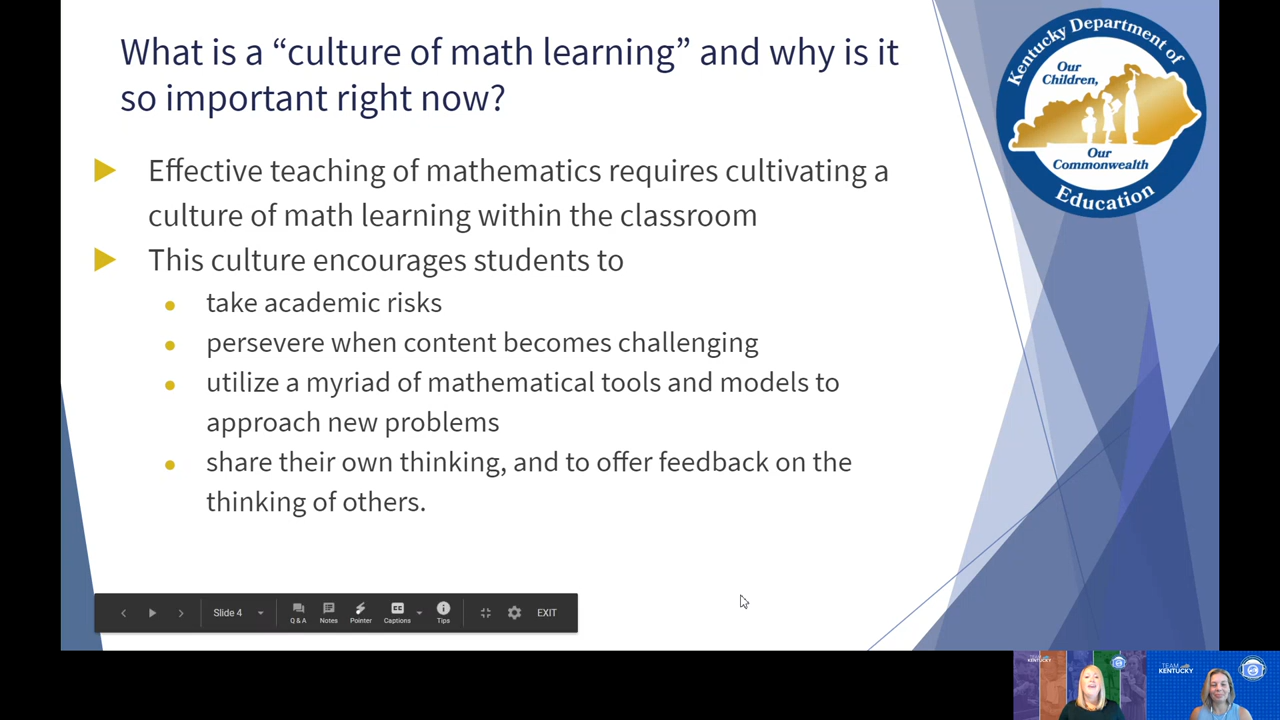 What is a “culture of math learning” and why is it
so important right now?
Effective teaching of mathematics requires cultivating a
culture of math learning within the classroom
This culture encourages students to
take academic risks
persevere when content becomes challenging
utilize a myriad of mathematical tools and models to
approach new problems
share their own thinking, and to offer feedback on the
thinking of others.
Kentucky Department of
Our
Children,
Our
Commonwealth
Education
Slide 4
Q & A
Notes
Pointer
CC
Captions
Tips
EXIT
KENTUCKY
TEAM
KENTUCKY